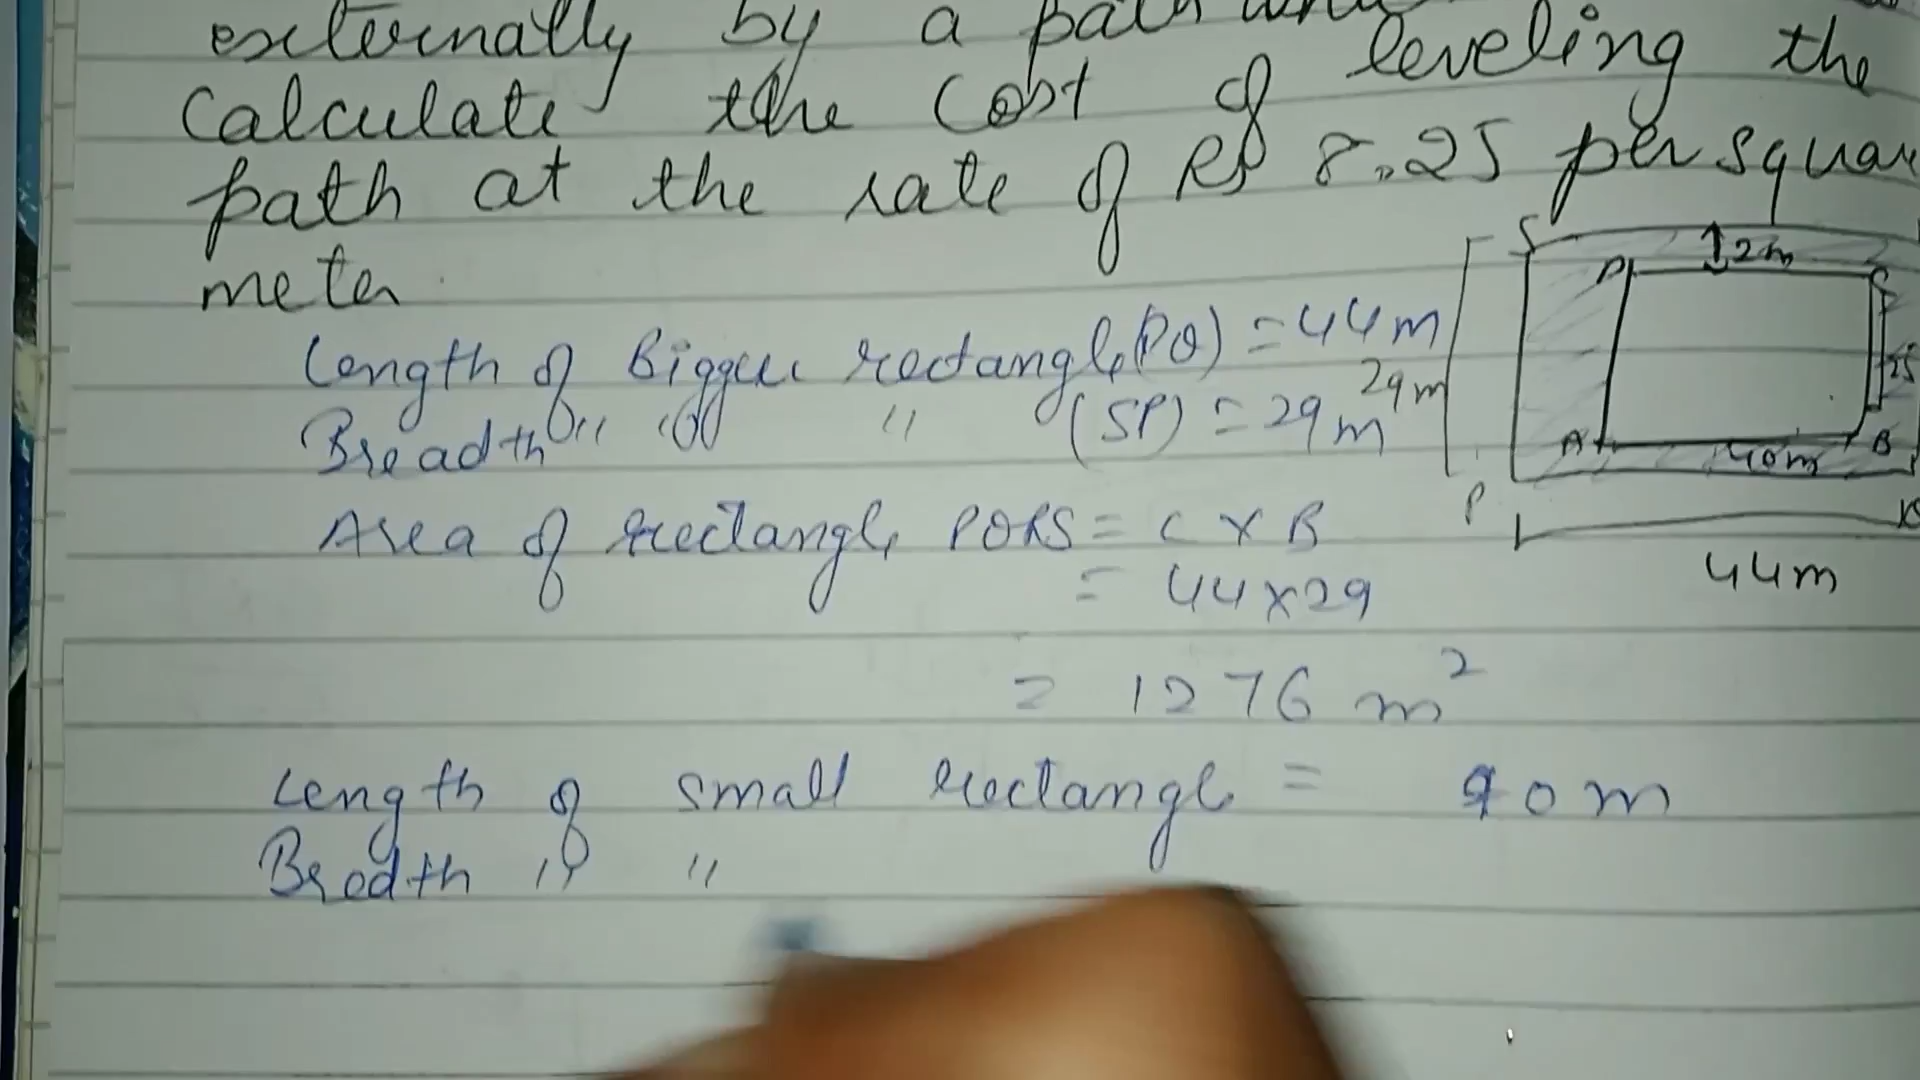 externally by a path
Calculate the Cost of leveling the
path at the rate of Rs 8.25 per squar
meter
Length of Bigger rectangle (PQ) = 44m
Breadth " " " (SP) = 29m
Area of rectangle PQRS = L X B
= 44 x 29
= 1276 m²
Length of small rectangle = 40m
Bredth " "
S
2m
D C
29m
25
A 40m B
P
44m